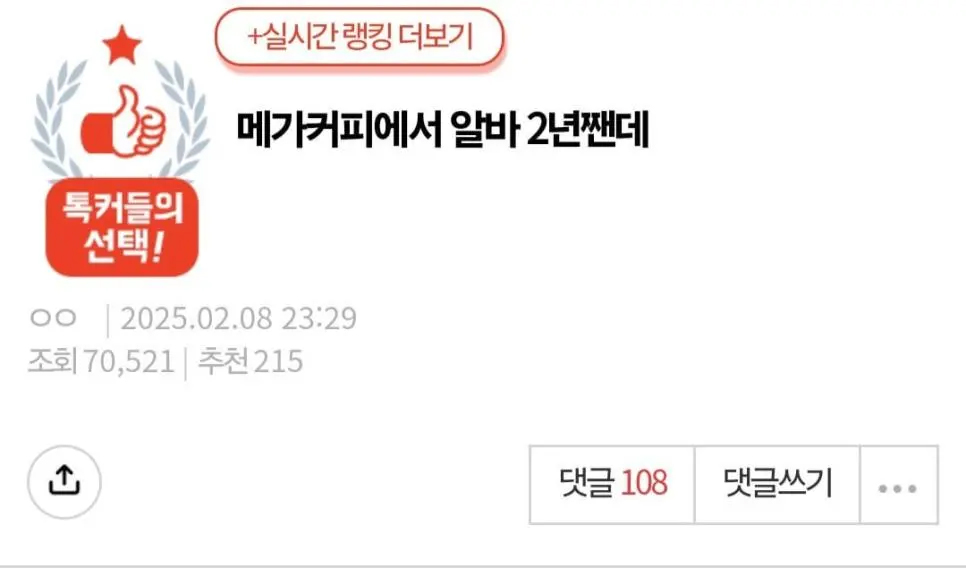 +실시간 랭킹 더보기
메가커피에서 알바 2년짼데
톡커들의
선택!
ㅇㅇ | 2025.02.08 23:29
조회 70,521 | 추천 215
댓글 108 댓글쓰기 ...